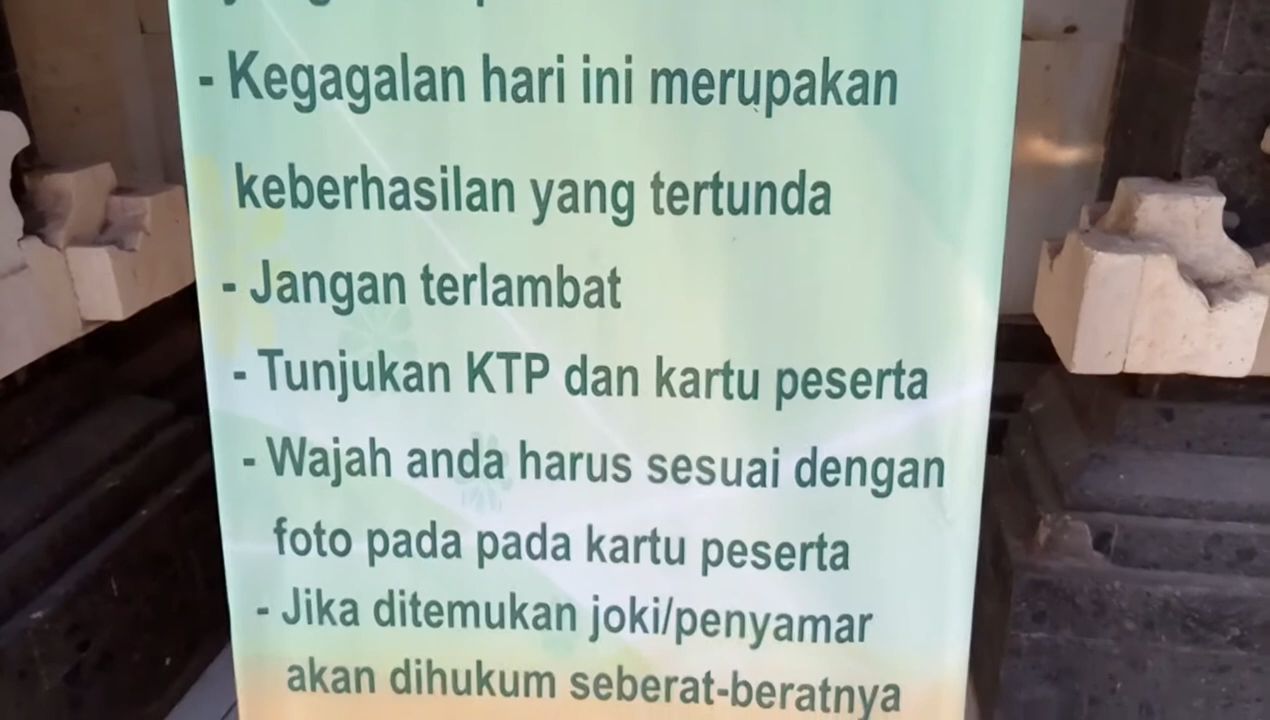 - Kegagalan hari ini merupakan
keberhasilan yang tertunda
- Jangan terlambat
- Tunjukan KTP dan kartu peserta
- Wajah anda harus sesuai dengan
foto pada pada kartu peserta
- Jika ditemukan joki/penyamar
akan dihukum seberat-beratnya